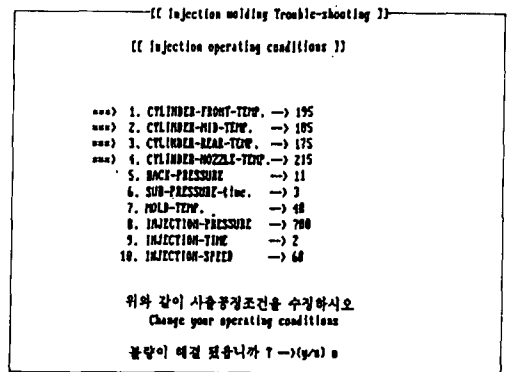 [[ Injection molding Trouble-shooting ]]
[[ Injection operating conditions ]]
===> 1. CYLINDER-FRONT-TEMP. --> 195
===> 2. CYLINDER-MID-TEMP. --> 185
===> 3. CYLINDER-REAR-TEMP. --> 175
===> 4. CYLINDER-NOZZLE-TEMP.--> 215
5. BACK-PRESSURE --> 11
6. SUB-PRESSURE-time. --> 3
7. MOLD-TEMP. --> 40
8. INJECTION-PRESSURE --> 700
9. INJECTION-TIME --> 2
10. INJECTION-SPEED --> 60
위와 같이 사출공정조건을 수정하시오
Change your operating conditions
불량이 해결 됐읍니까 ? -->(y/n) n